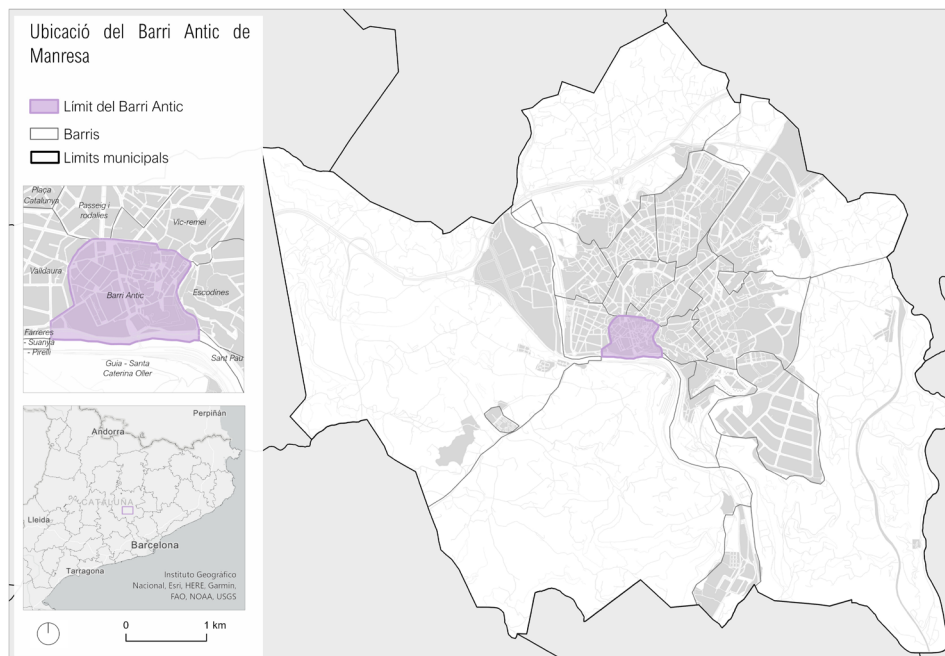 Ubicació del Barri Antic de
Manresa
Límit del Barri Antic
Barris
Limits municipals
Plaça
Catalunya
Passeig i
rodalies
Vic-remei
Valldaura
Escodines
Barri Antic
Farreres
- Suanya
- Pirelli
Sant Pau
Guia - Santa
Caterina Oller
Perpiñán
Andorra
CATALUÑA
Lleida
Barcelona
Tarragona
Instituto Geográfico
Nacional, Esri, HERE, Garmin,
FAO, NOAA, USGS
0 1 km